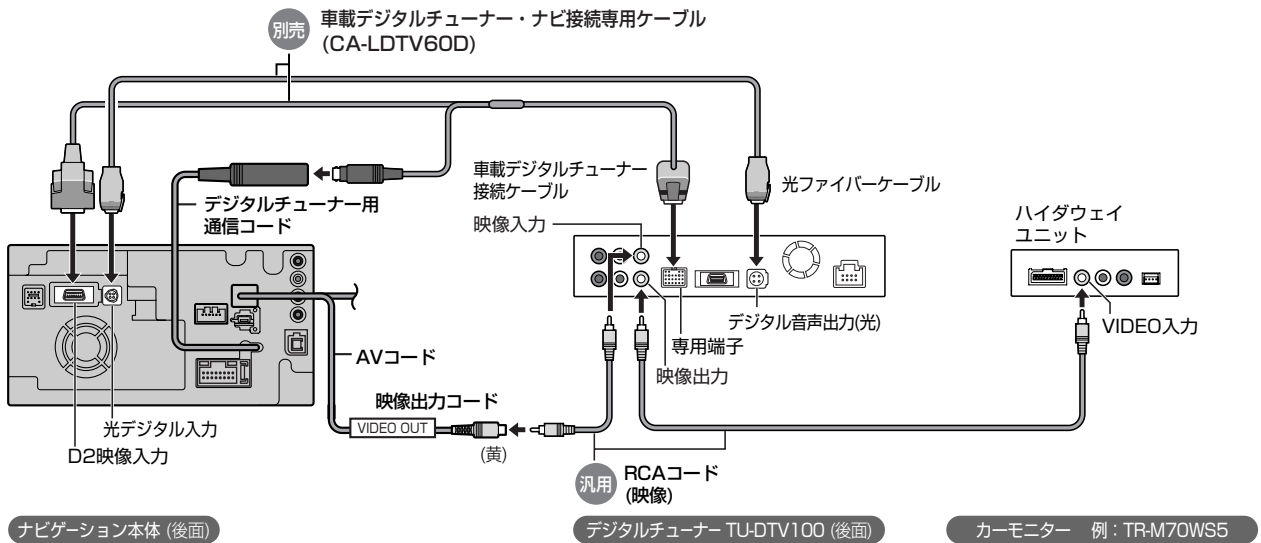 別売
車載デジタルチューナー・ナビ接続専用ケーブル
(CA-LDTV60D)
デジタルチューナー用
通信コード
車載デジタルチューナー
接続ケーブル
光ファイバーケーブル
映像入力
ハイダウェイ
ユニット
デジタル音声出力(光)
専用端子
映像出力
VIDEO入力
AVコード
映像出力コード
VIDEO OUT
(黄)
光デジタル入力
D2映像入力
汎用
RCAコード
(映像)
ナビゲーション本体 (後面)
デジタルチューナー TU-DTV100 (後面)
カーモニター 例：TR-M70WS5